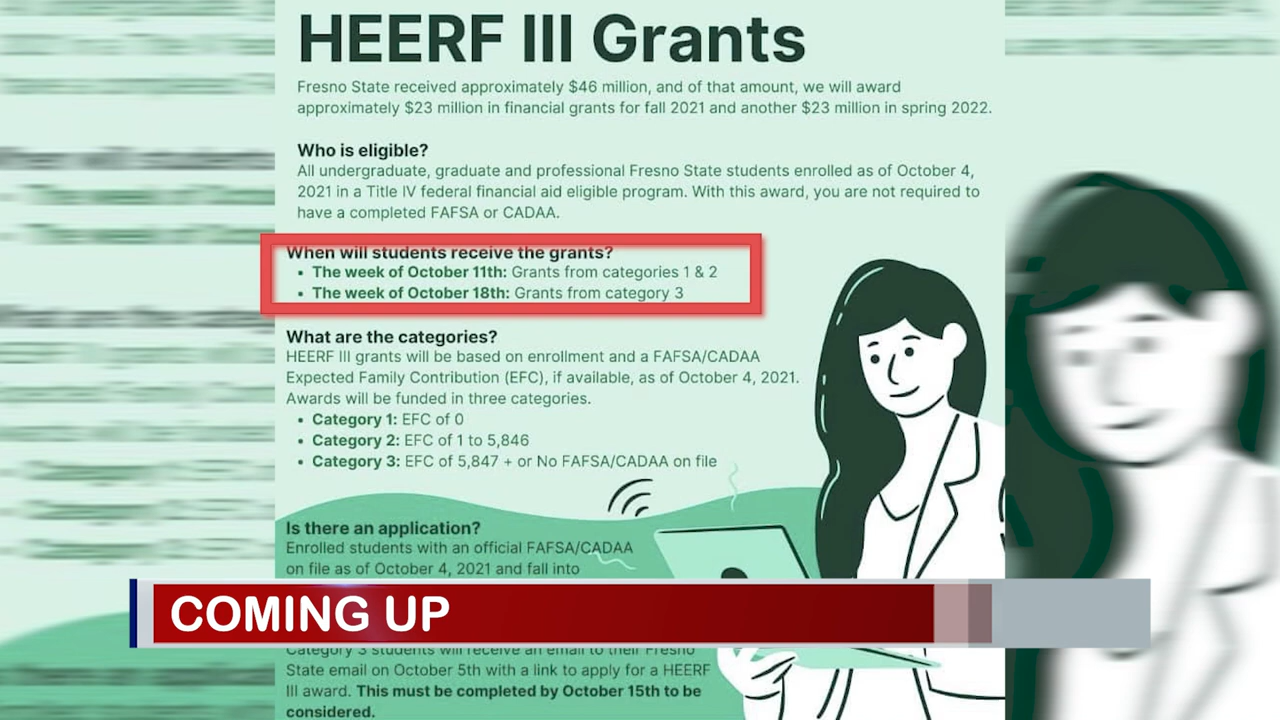 HEERF III Grants
Fresno State received approximately $46 million, and of that amount, we will award
approximately $23 million in financial grants for fall 2021 and another $23 million in spring 2022.
Who is eligible?
All undergraduate, graduate and professional Fresno State students enrolled as of October 4,
2021 in a Title IV federal financial aid eligible program. With this award, you are not required to
have a completed FAFSA or CADAA.
When will students receive the grants?
• The week of October 11th: Grants from categories 1 & 2
• The week of October 18th: Grants from category 3
What are the categories?
HEERF III grants will be based on enrollment and a FAFSA/CADAA
Expected Family Contribution (EFC), if available, as of October 4, 2021.
Awards will be funded in three categories.
• Category 1: EFC of 0
• Category 2: EFC of 1 to 5,846
• Category 3: EFC of 5,847 + or No FAFSA/CADAA on file
Is there an application?
Enrolled students with an official FAFSA/CADAA
on file as of October 4, 2021 and fall into
COMING UP
Category 3 students will receive an email to their Fresno
State email on October 5th with a link to apply for a HEERF
III award. This must be completed by October 15th to be
considered.